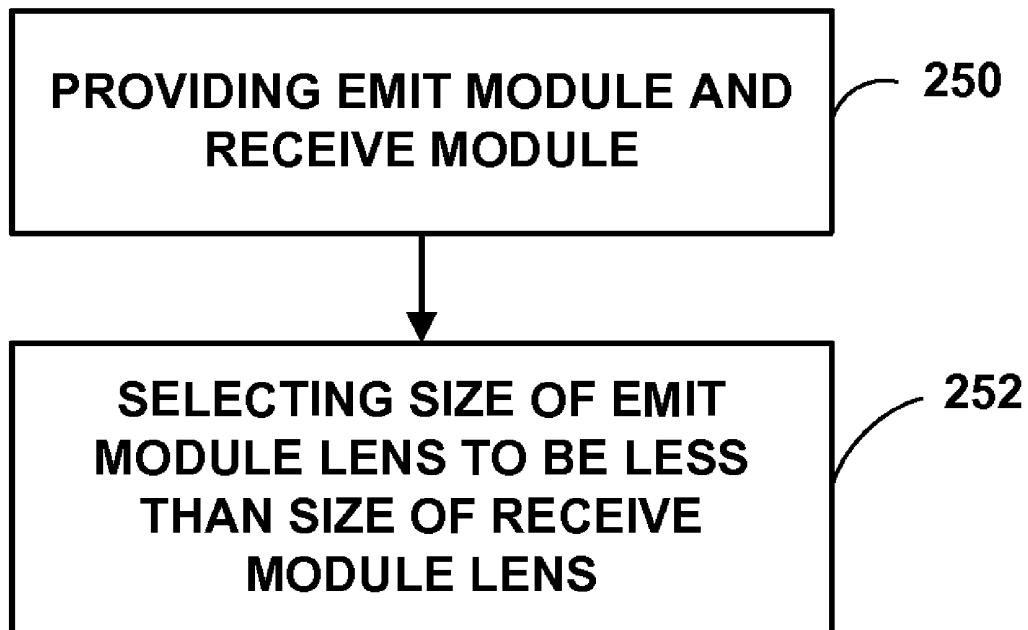 PROVIDING EMIT MODULE AND
RECEIVE MODULE
250
SELECTING SIZE OF EMIT
MODULE LENS TO BE LESS
THAN SIZE OF RECEIVE
MODULE LENS
252